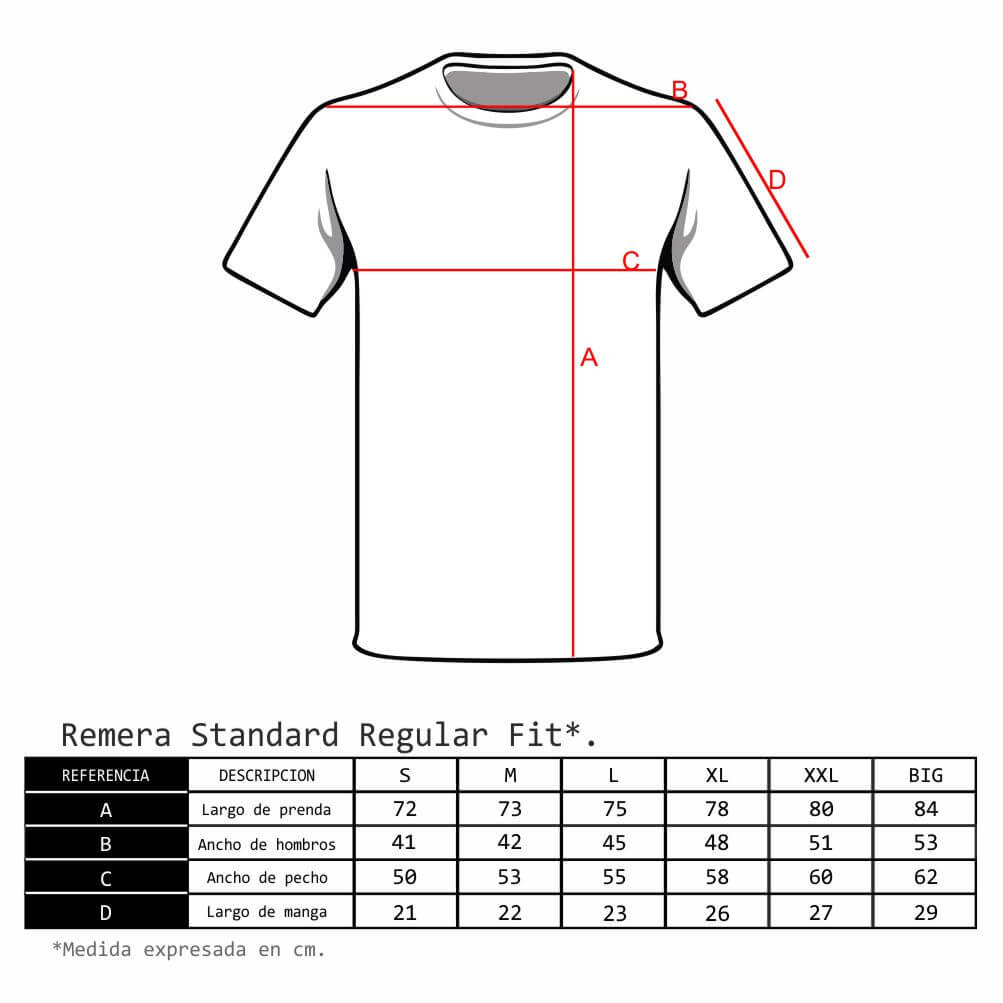 B
D
C
A
Remera Standard Regular Fit*.
REFERENCIA DESCRIPCION S M L XL XXL BIG
A Largo de prenda 72 73 75 78 80 84
B Ancho de hombros 41 42 45 48 51 53
C Ancho de pecho 50 53 55 58 60 62
D Largo de manga 21 22 23 26 27 29
*Medida expresada en cm.